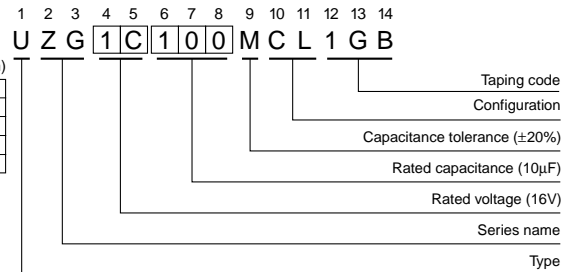 1 2 3 4 5 6 7 8 9 10 11 12 13 14
U Z G 1 C 1 0 0 M C L 1 G B
)
Taping code
Configuration
Capacitance tolerance (±20%)
Rated capacitance (10µF)
Rated voltage (16V)
Series name
Type